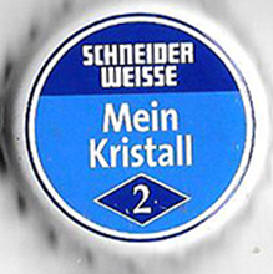 SCHNEIDER
WEISSE
Mein
Kristall
2